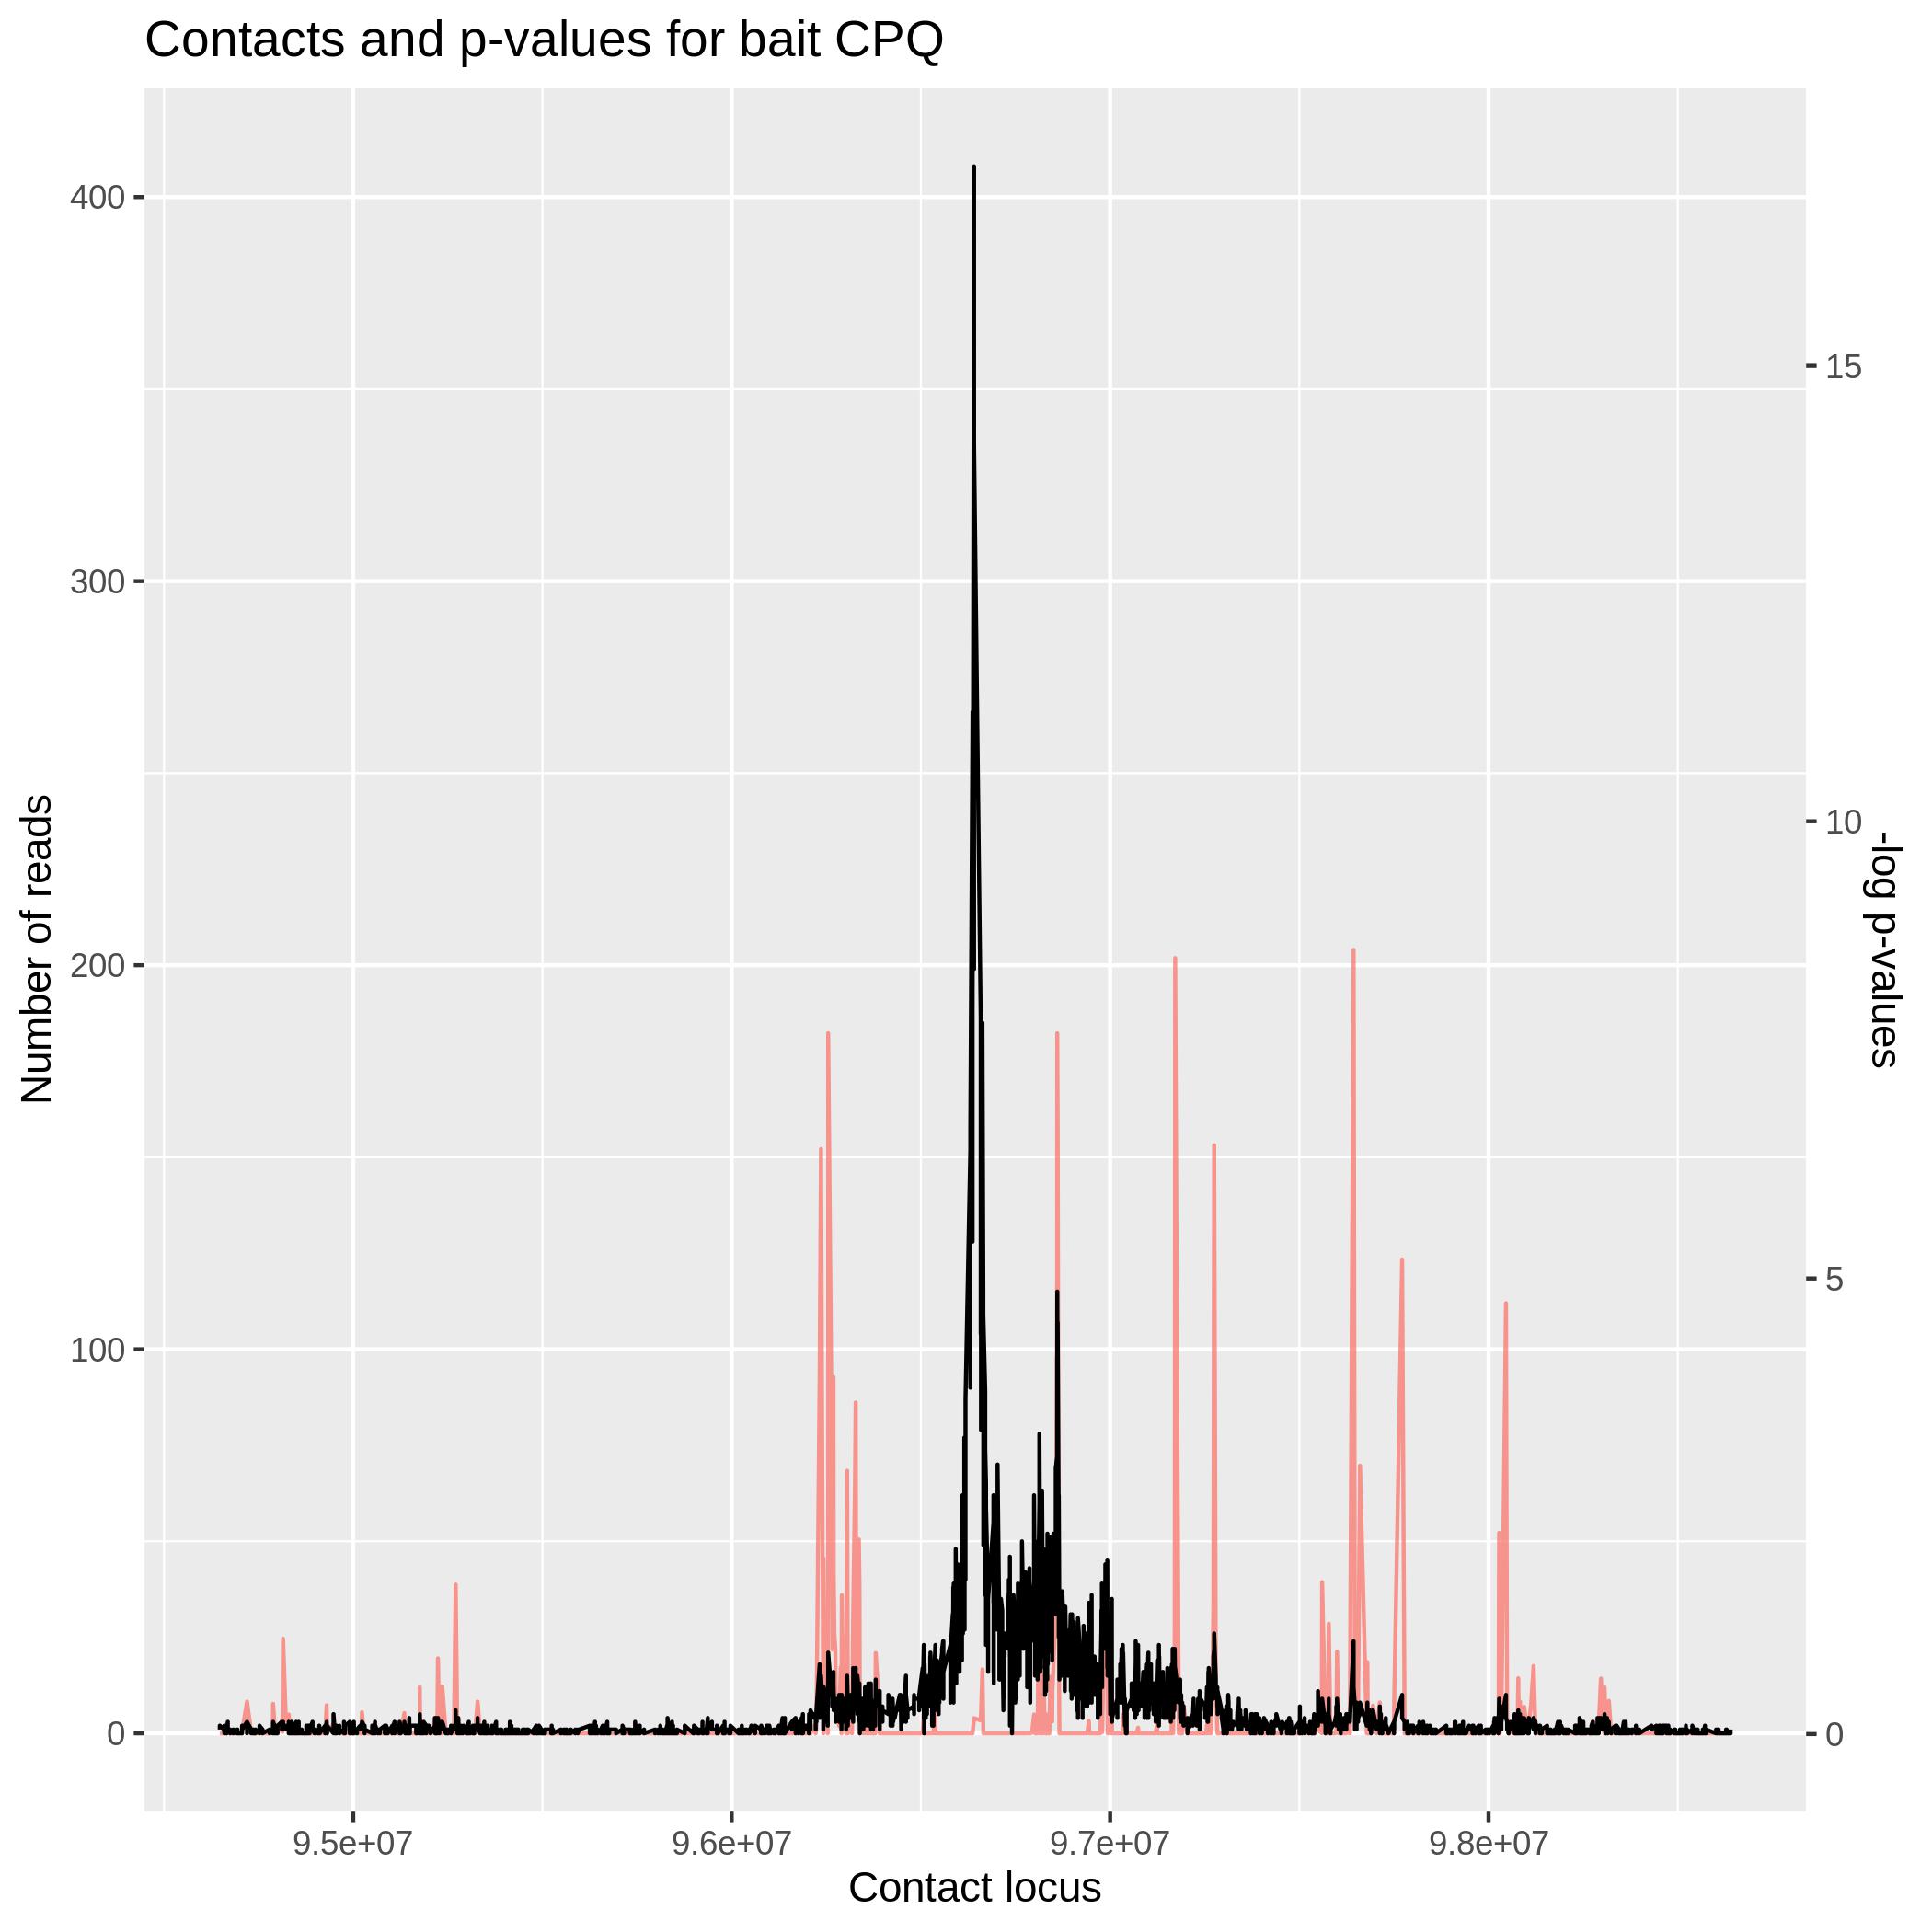 Contacts and p-values for bait CPQ
400
300
200
100
0
Number of reads
15
10
5
0
-log p-values
9.5e+07
9.6e+07
9.7e+07
9.8e+07
Contact locus